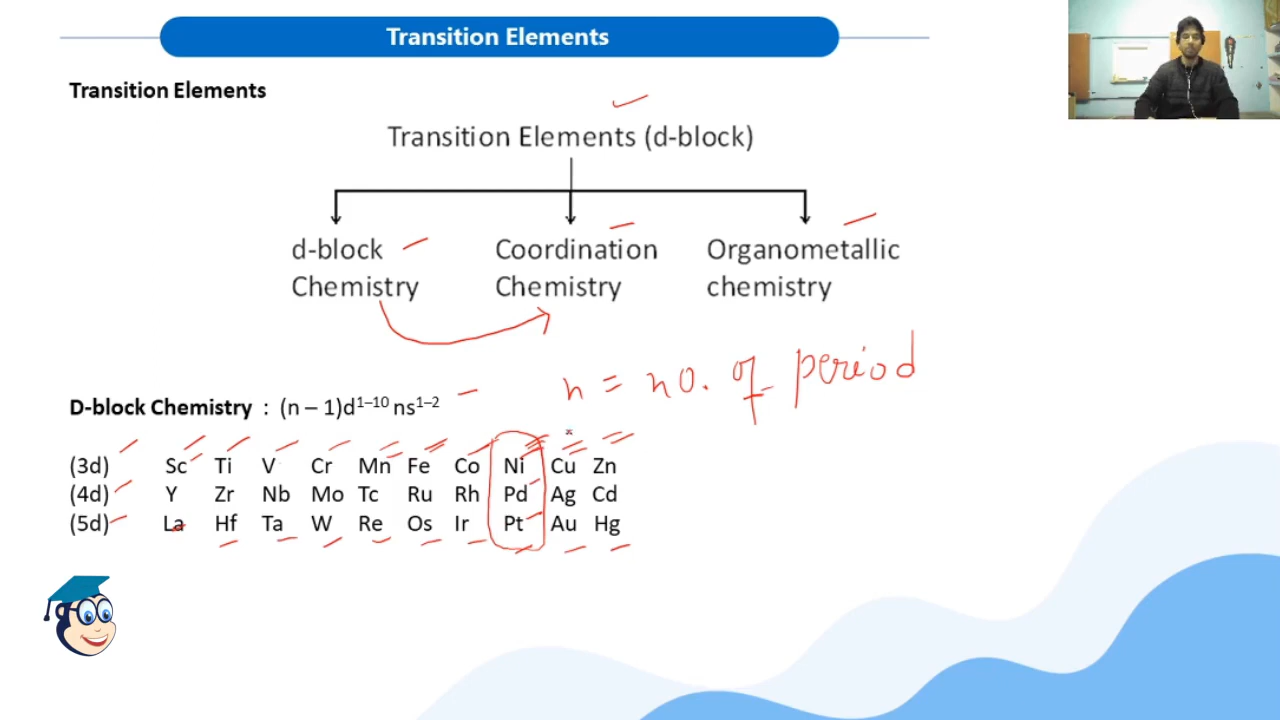 Transition Elements
Transition Elements
Transition Elements (d-block)
d-block Chemistry
Coordination Chemistry
Organometallic chemistry
n = no. of period
D-block Chemistry : (n – 1)d¹⁻¹⁰ ns¹⁻²
(3d) Sc Ti V Cr Mn Fe Co Ni Cu Zn
(4d) Y Zr Nb Mo Tc Ru Rh Pd Ag Cd
(5d) La Hf Ta W Re Os Ir Pt Au Hg